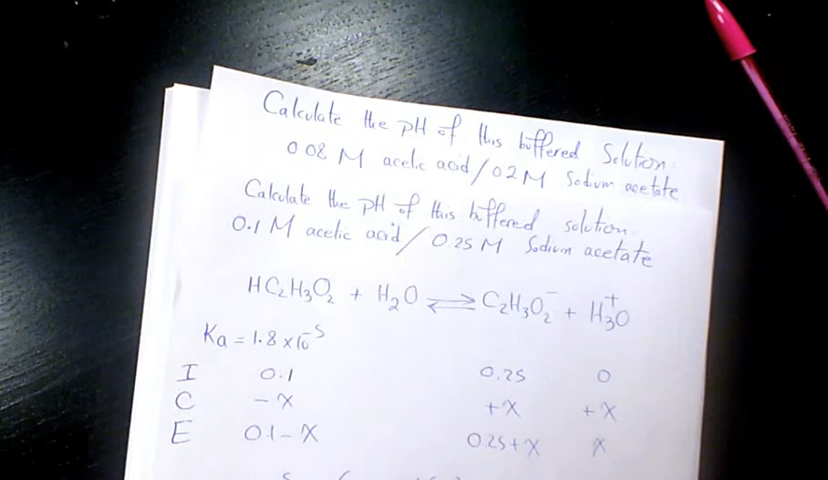 Calculate the pH of this buffered Solution.
0.08 M acetic acid / 0.2 M Sodium acetate
Calculate the pH of this buffered solution.
0.1 M acetic acid / 0.25 M Sodium acetate
HC₂H₃O₂ + H₂O ⇌ C₂H₃O₂⁻ + H₃O⁺
Ka = 1.8 × 10⁻⁵
I 0.1 0.25 0
C - X + X + X
E 0.1 - X 0.25 + X X